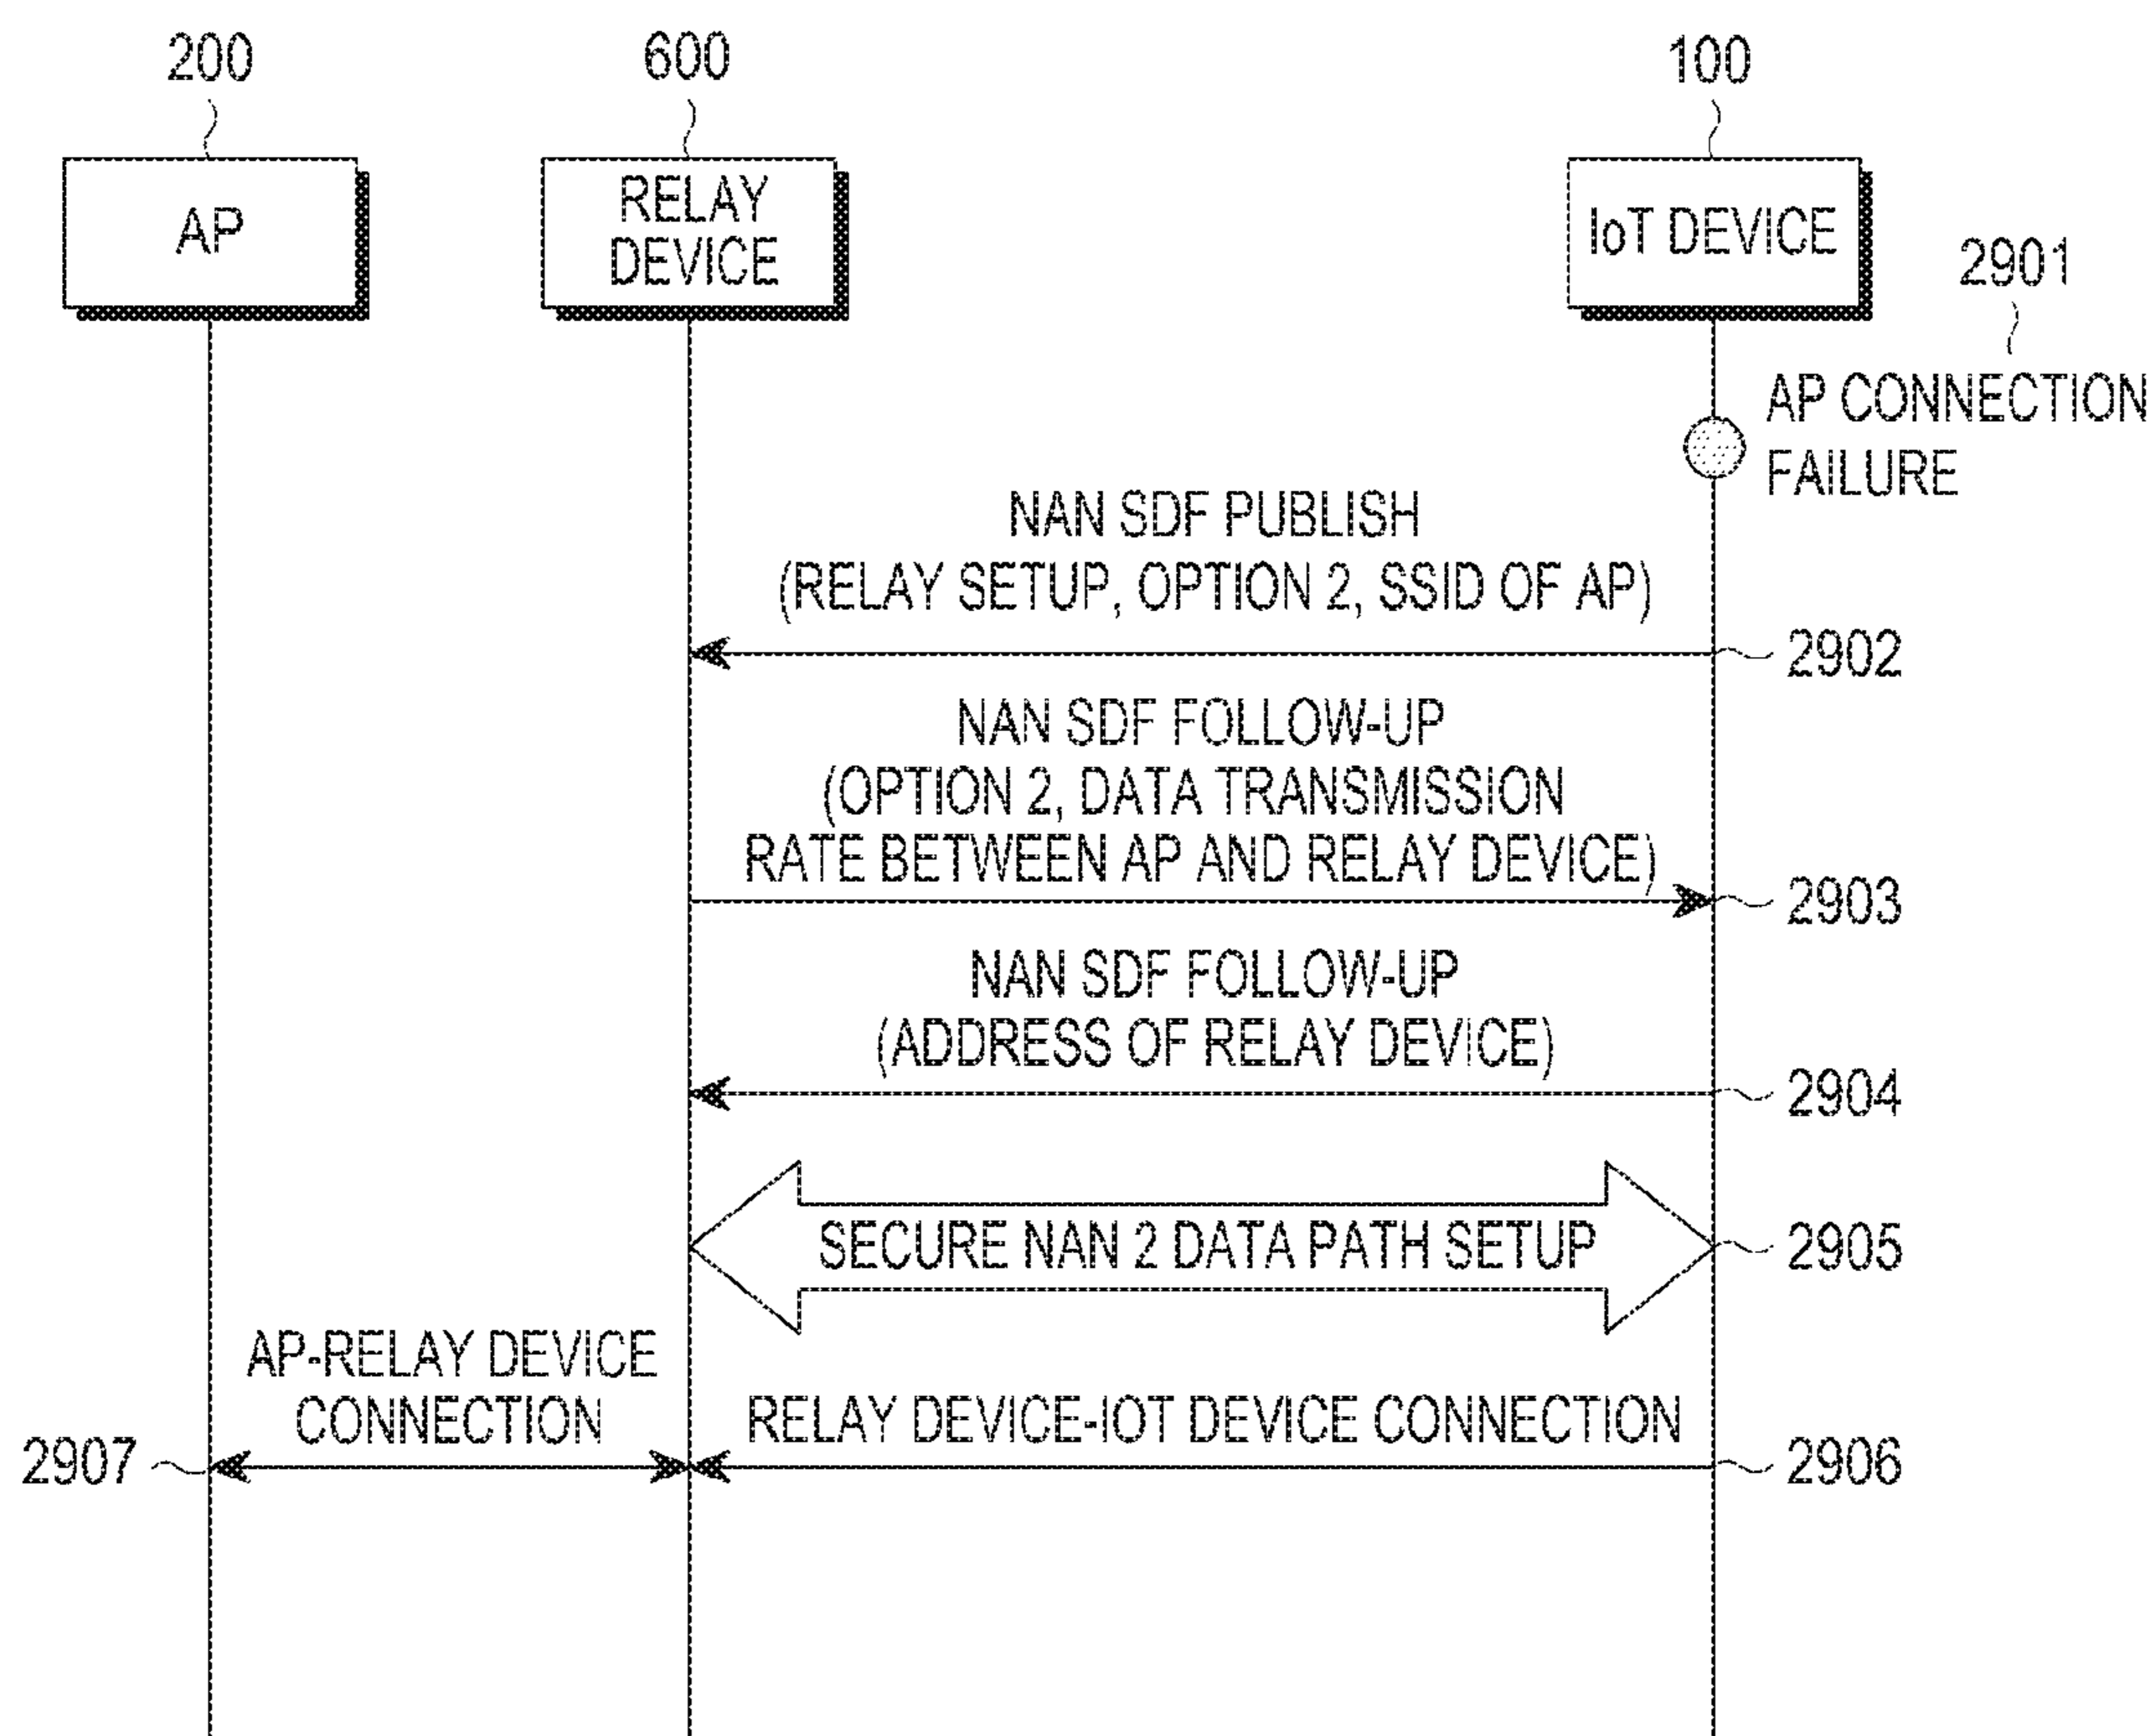 200
600
100
AP
RELAY
DEVICE
IoT DEVICE
2901
AP CONNECTION
FAILURE
NAN SDF PUBLISH
(RELAY SETUP, OPTION 2, SSID OF AP)
2902
NAN SDF FOLLOW-UP
(OPTION 2, DATA TRANSMISSION
RATE BETWEEN AP AND RELAY DEVICE)
2903
NAN SDF FOLLOW-UP
(ADDRESS OF RELAY DEVICE)
2904
SECURE NAN 2 DATA PATH SETUP
2905
AP-RELAY DEVICE
CONNECTION
RELAY DEVICE-IOT DEVICE CONNECTION
2907
2906